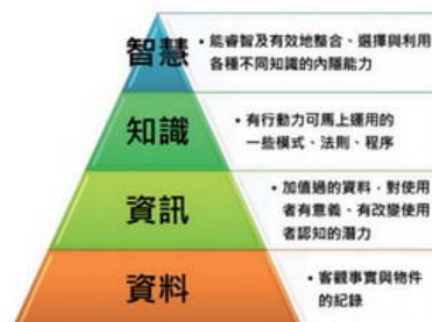 智慧
• 能睿智及有效地整合、選擇與利用
各種不同知識的內隱能力
知識
• 有行動力可馬上運用的
一些模式、法則、程序
資訊
• 加值過的資料，對使用
者有意義、有改變使用
者認知的潛力
資料
• 客觀事實與物件
的紀錄